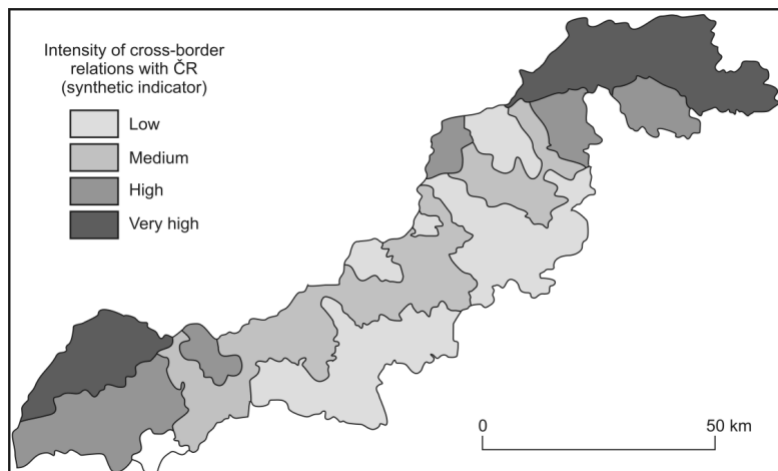 Intensity of cross-border
relations with ČR
(synthetic indicator)
Low
Medium
High
Very high
0
50 km